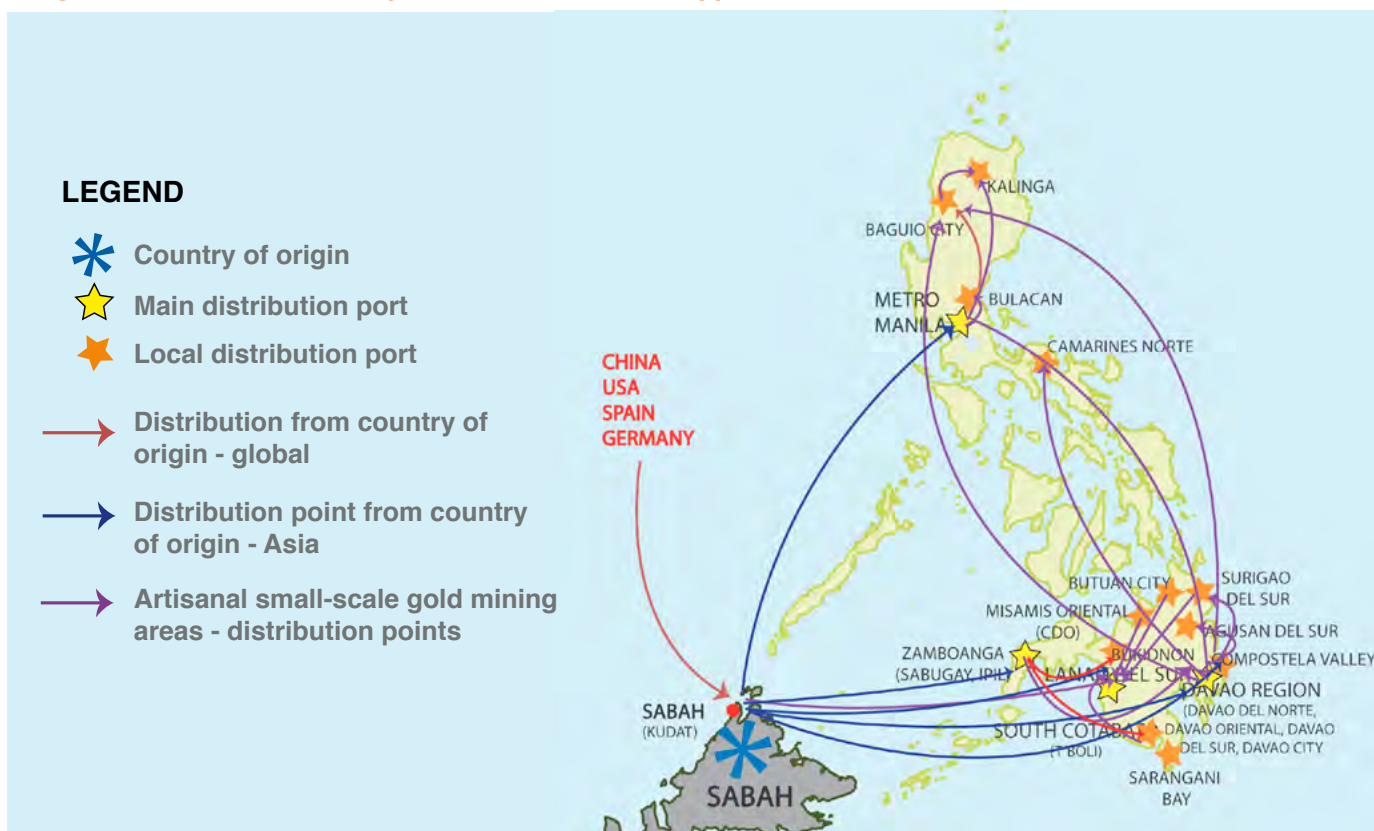 LEGEND
Country of origin
Main distribution port
Local distribution port
Distribution from country of
origin - global
Distribution point from country
of origin - Asia
Artisanal small-scale gold mining
areas - distribution points
KALINGA
BAGUIO CITY
BULACAN
METRO
MANILA
CAMARINES NORTE
CHINA
USA
SPAIN
GERMANY
BUTUAN CITY
SURIGAO
DEL SUR
MISAMIS ORIENTAL
(CDO)
AGUSAN DEL SUR
ZAMBOANGA
(SABUGAY, IPIL)
BUKIDNON
COMPOSTELA VALLEY
DEL SUR
DAVAO REGION
(DAVAO DEL NORTE,
DAVAO ORIENTAL, DAVAO
DEL SUR, DAVAO CITY
SABAH
(KUDAT)
SOUTH
(T'BOLI)
SARANGANI
BAY
SABAH